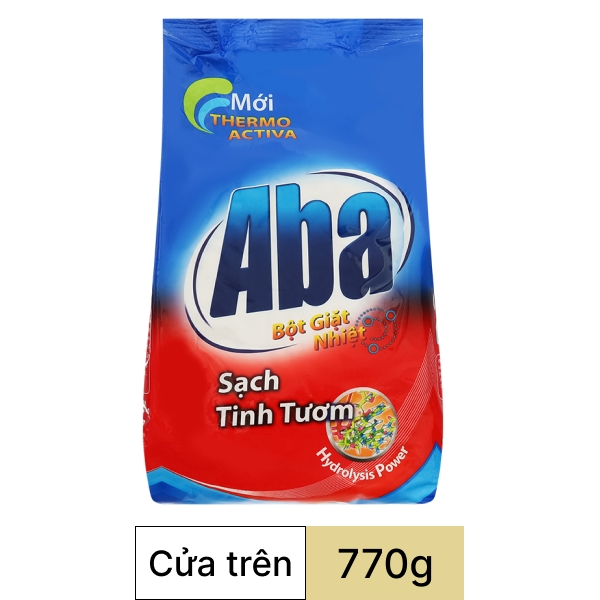 Mới
THERMO
ACTIVA
Aba
Bột Giặt
Nhiệt
Sạch
Tinh Tươm
Hydrolysis Power
Cửa trên
770g